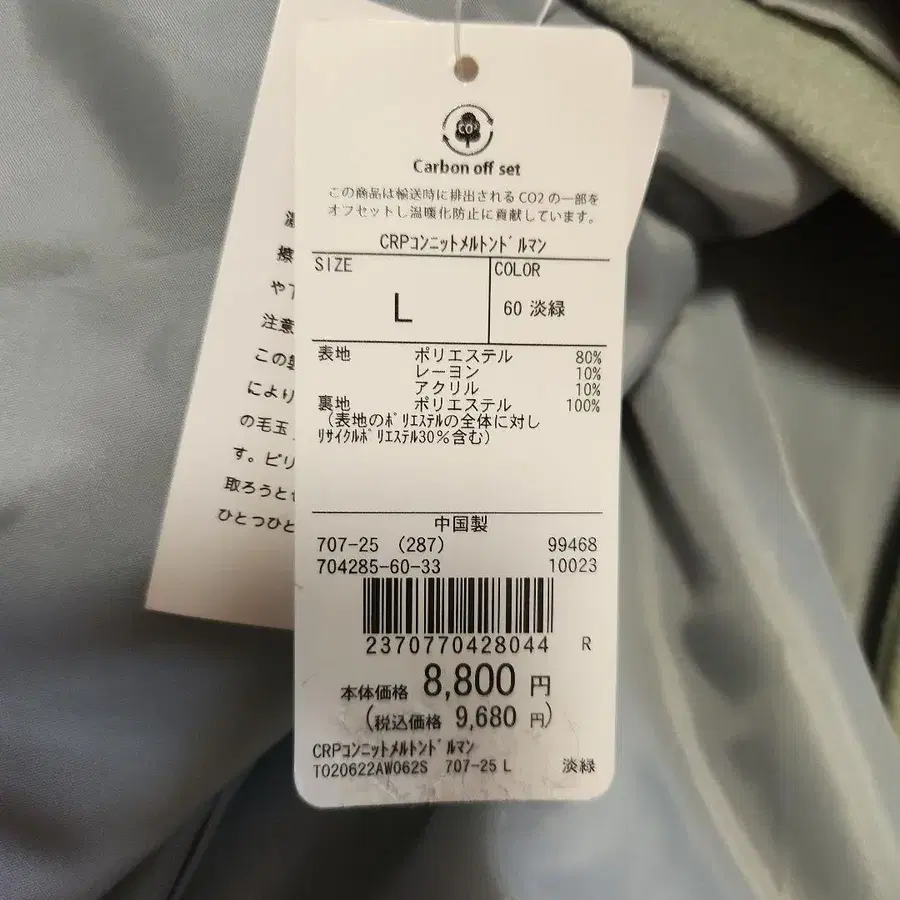 CO2
Carbon off set
この商品は輸送時に排出される CO2 の一部を
オフセットし温暖化防止に貢献しています。
CRPコンニットメルトンドルマン
SIZE
COLOR
L
60 淡緑
表地 ポリエステル 80%
レーヨン 10%
アクリル 10%
裏地 ポリエステル 100%
(表地のポリエステルの全体に対し
リサイクルポリエステル30%含む)
中国製
707-25 (287) 99468
704285-60-33 10023
2370770428044 R
本体価格 8,800 円
(税込価格 9,680 円)
CRPコンニットメルトンドルマン
T020622AW062S 707-25 L 淡緑
擦
や
注意
この
により
の毛玉
す。ピリ
取ろうと
ひとつひと